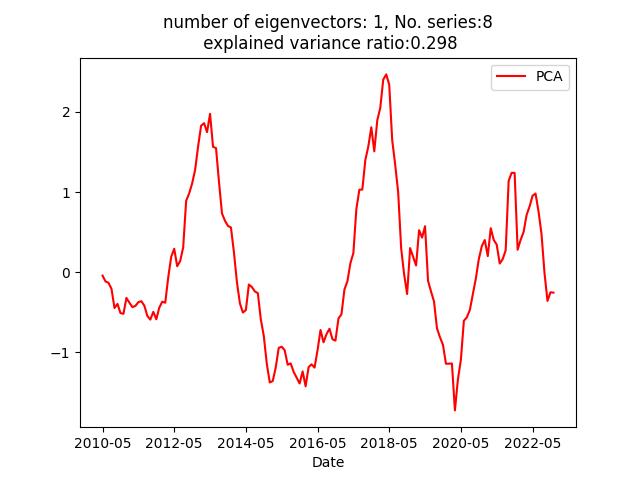 number of eigenvectors: 1, No. series:8
explained variance ratio:0.298
PCA
2
1
0
−1
2010-05 2012-05 2014-05 2016-05 2018-05 2020-05 2022-05
Date